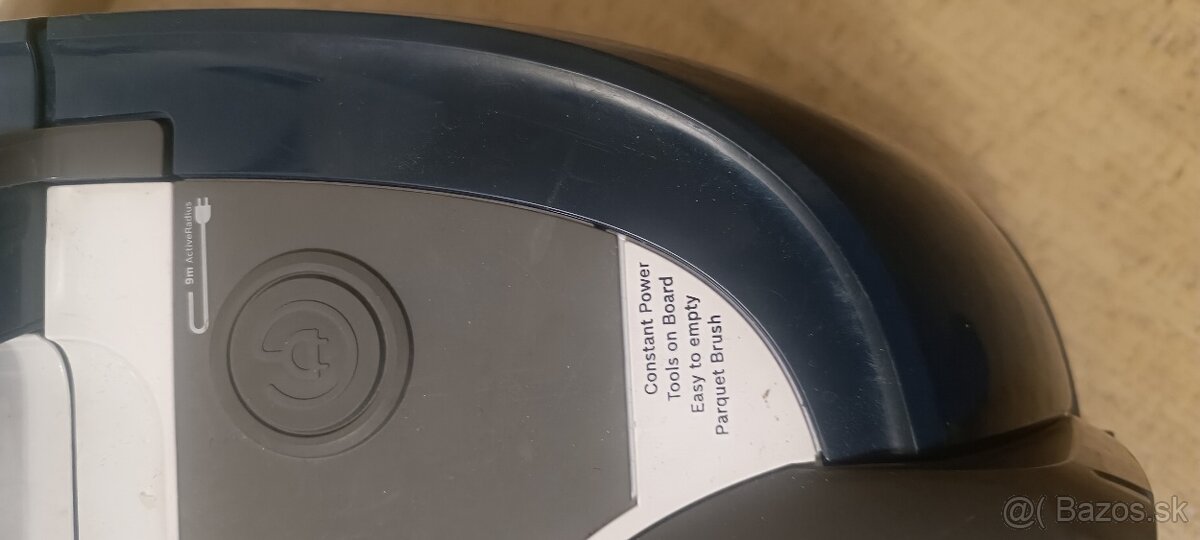 9m ActiveRadius
Constant Power
Tools on Board
Easy to empty
Parquet Brush
@( Bazos.sk